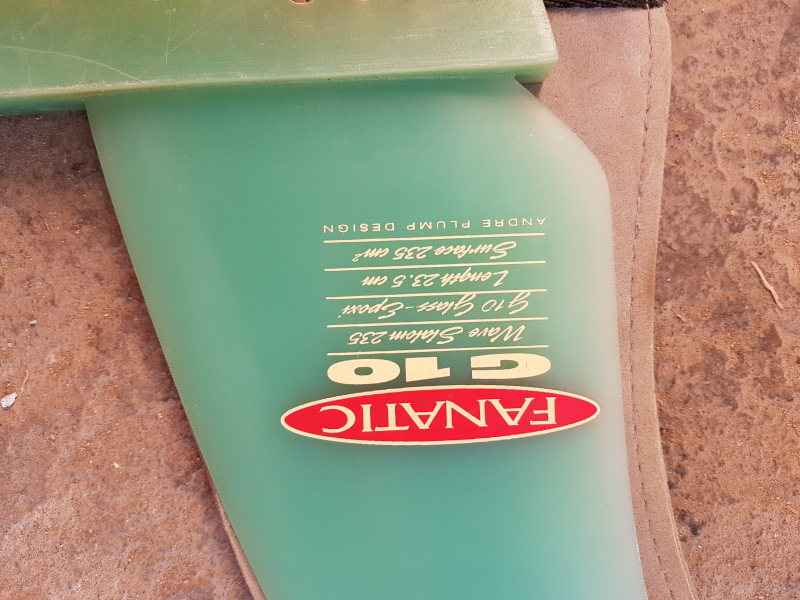 FANATIC
G10
Wave Slalom 235
G10 Glass-Epoxi
Length 23.5 cm
Surface 235 cm²
ANDRE PLUMP DESIGN